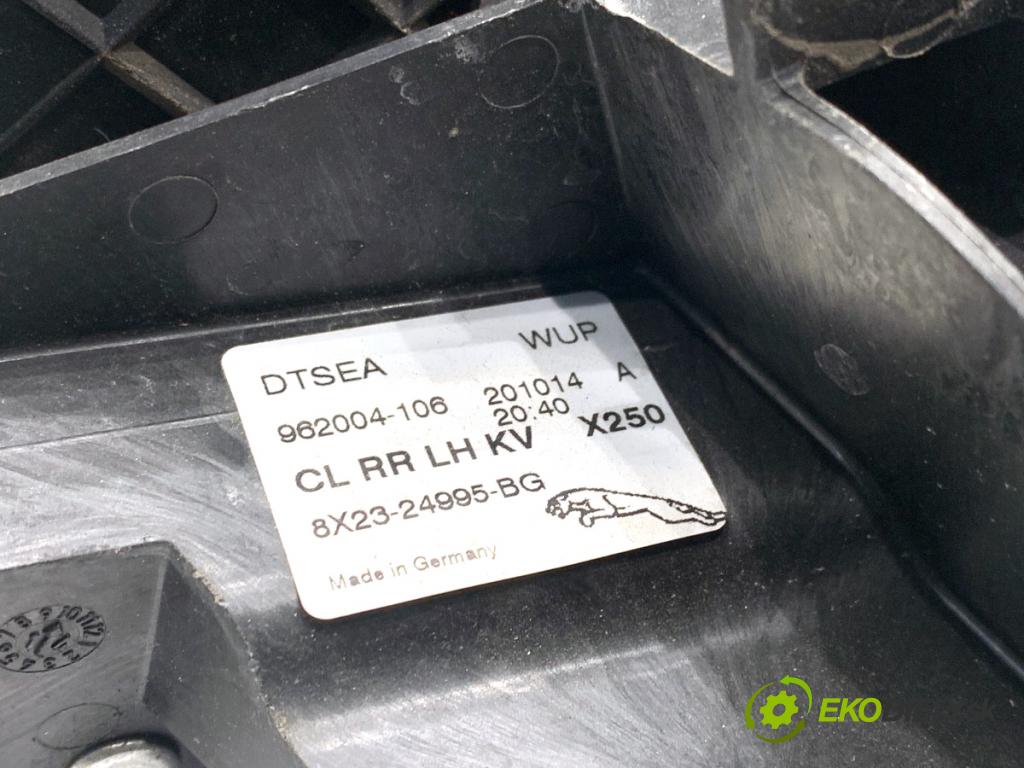 DTSEA WUP
962004-106 201014 A
20:40
CL RR LH KV X250
8X23-24995-BG
Made in Germany
EKO